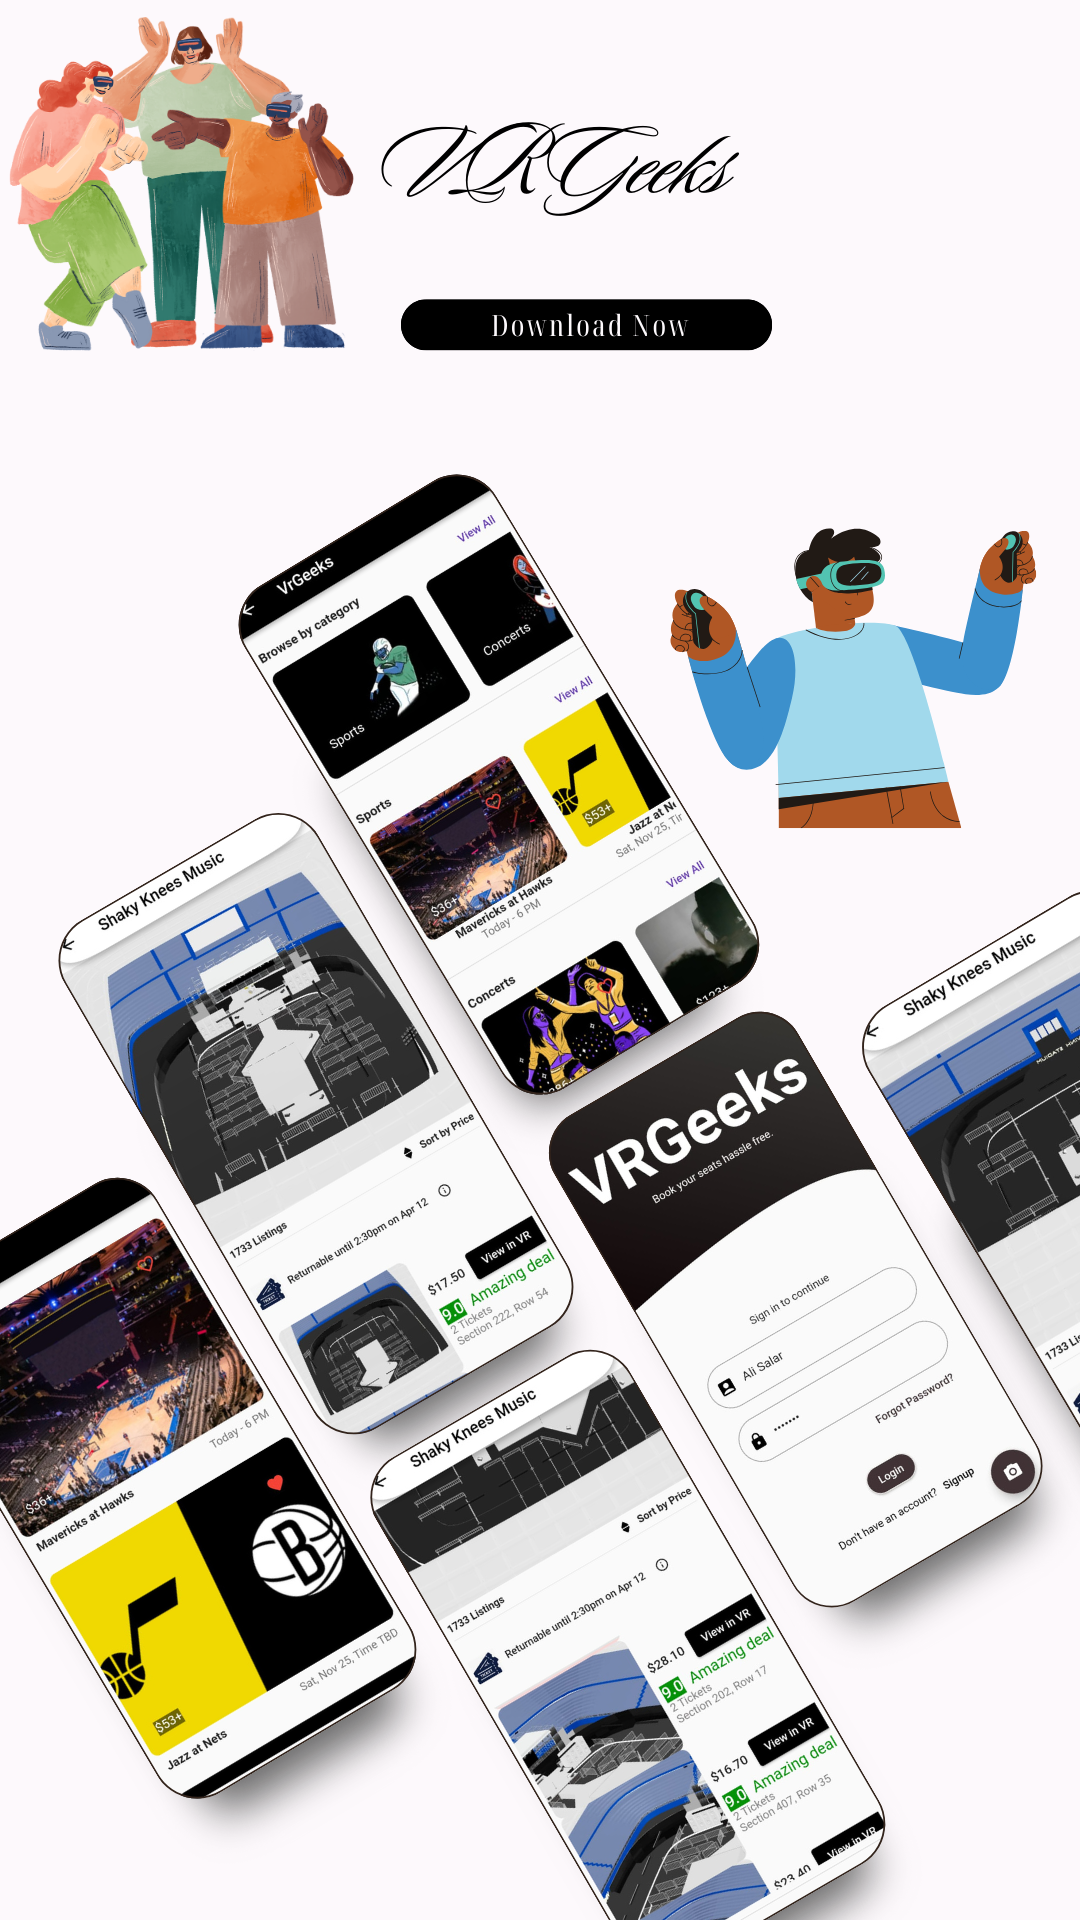 VRGeeks
Download Now
VrGeeks
Browse by category
View All
Sports
Concerts
Sports
View All
$36+
Mavericks at Hawks
Today - 6 PM
$53+
Jazz at
Sat, Nov 25,
Concerts
View All
Shaky Knees Music
Sort by Price
1733 Listings
Returnable until 2:30pm on Apr 12
$17.50
View in VR
9.0 Amazing deal
2 Tickets
Section 222, Row 54
VRGeeks
Book your seats hassle free.
Sign in to continue
Ali Salar
Forgot Password?
Login
Don't have an account? Signup
Shaky Knees Music
1733
$36+
Mavericks at Hawks
Today - 6 PM
B
$53+
Jazz at Nets
Sat, Nov 25, Time TBD
Shaky Knees Music
Sort by Price
1733 Listings
Returnable until 2:30pm on Apr 12
$28.10
View in VR
9.0 Amazing deal
2 Tickets
Section 202, Row 17
$16.70
View in VR
9.0 Amazing deal
2 Tickets
Section 407, Row 35
$23.40
View in VR